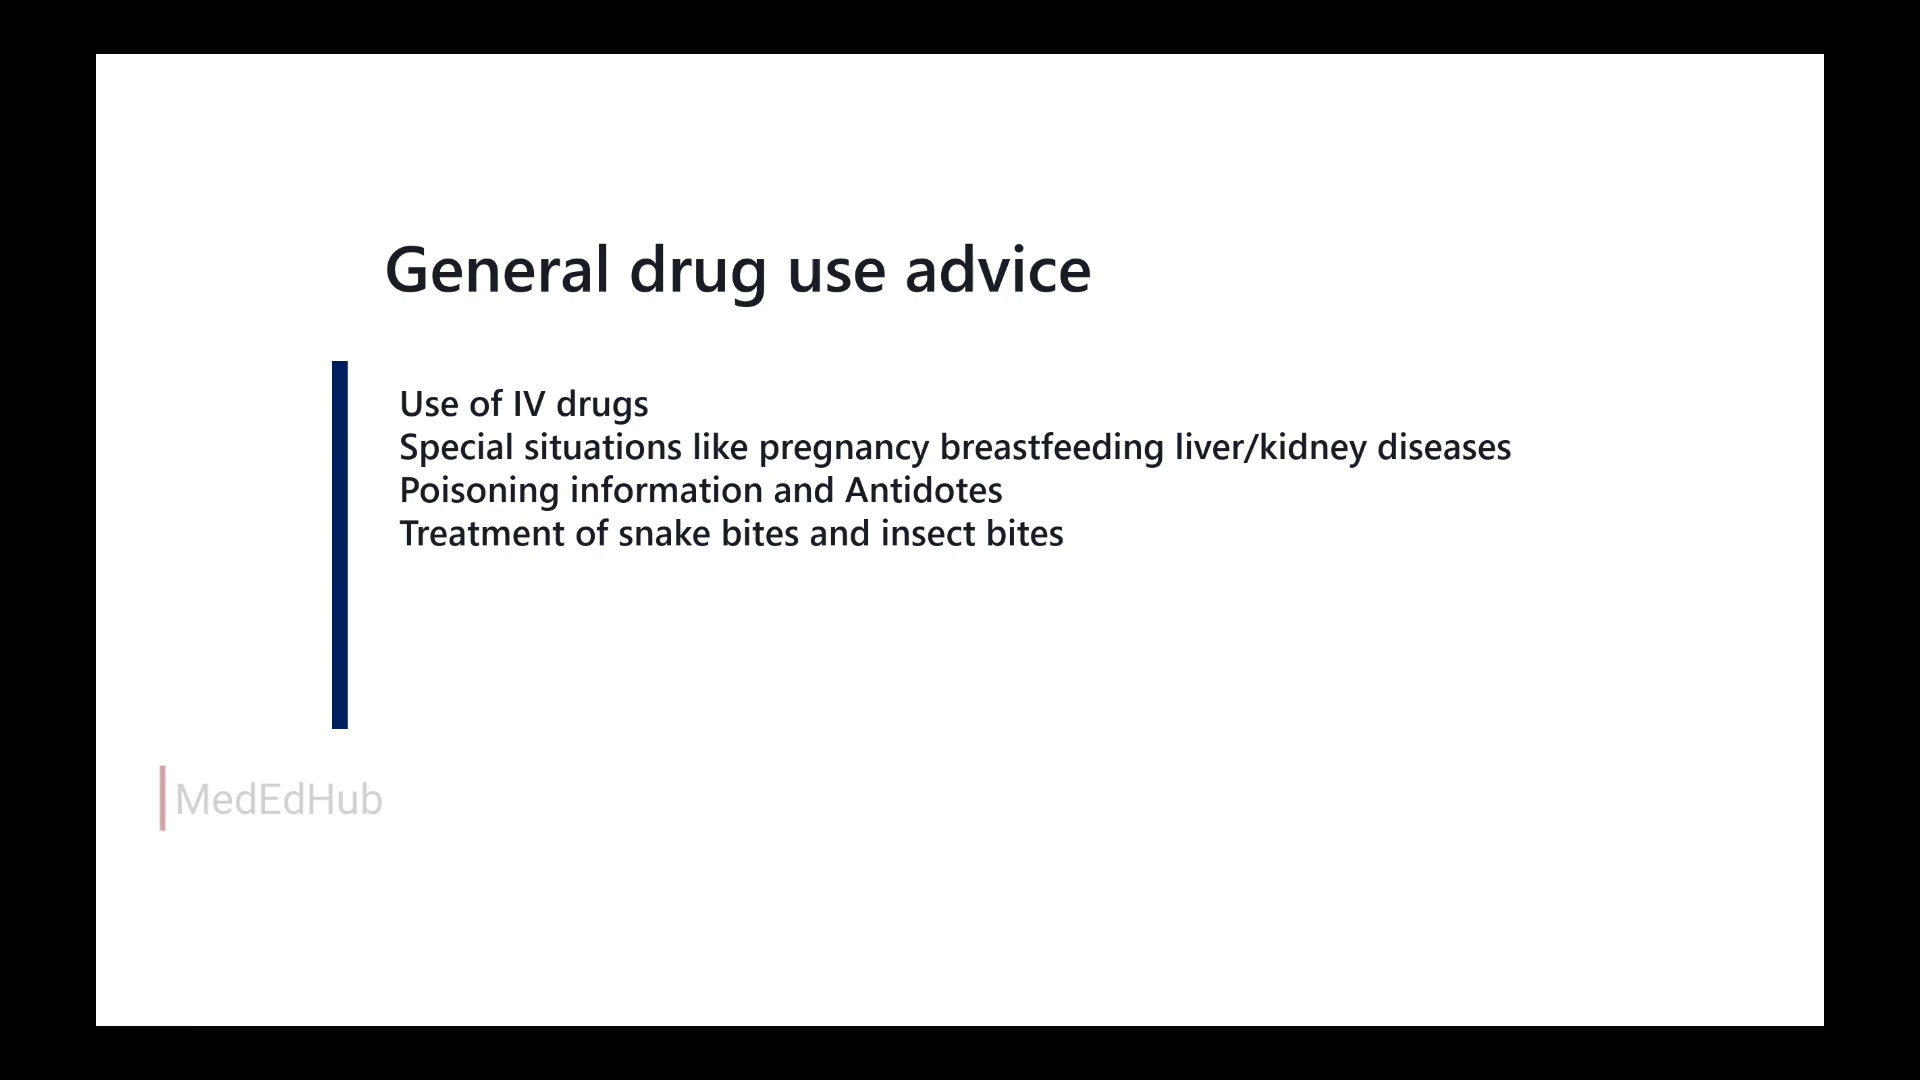 General drug use advice
Use of IV drugs
Special situations like pregnancy breastfeeding liver/kidney diseases
Poisoning information and Antidotes
Treatment of snake bites and insect bites
MedEdHub